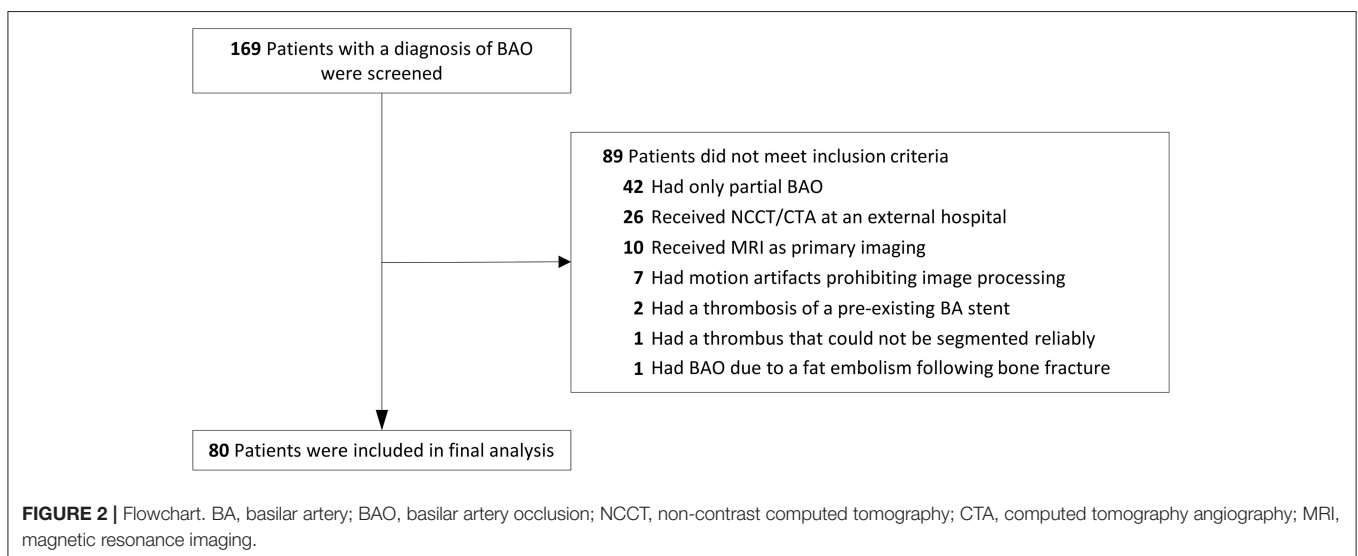 169 Patients with a diagnosis of BAO
were screened
89 Patients did not meet inclusion criteria
42 Had only partial BAO
26 Received NCCT/CTA at an external hospital
10 Received MRI as primary imaging
7 Had motion artifacts prohibiting image processing
2 Had a thrombosis of a pre-existing BA stent
1 Had a thrombus that could not be segmented reliably
1 Had BAO due to a fat embolism following bone fracture
80 Patients were included in final analysis
FIGURE 2 | Flowchart. BA, basilar artery; BAO, basilar artery occlusion; NCCT, non-contrast computed tomography; CTA, computed tomography angiography; MRI,
magnetic resonance imaging.